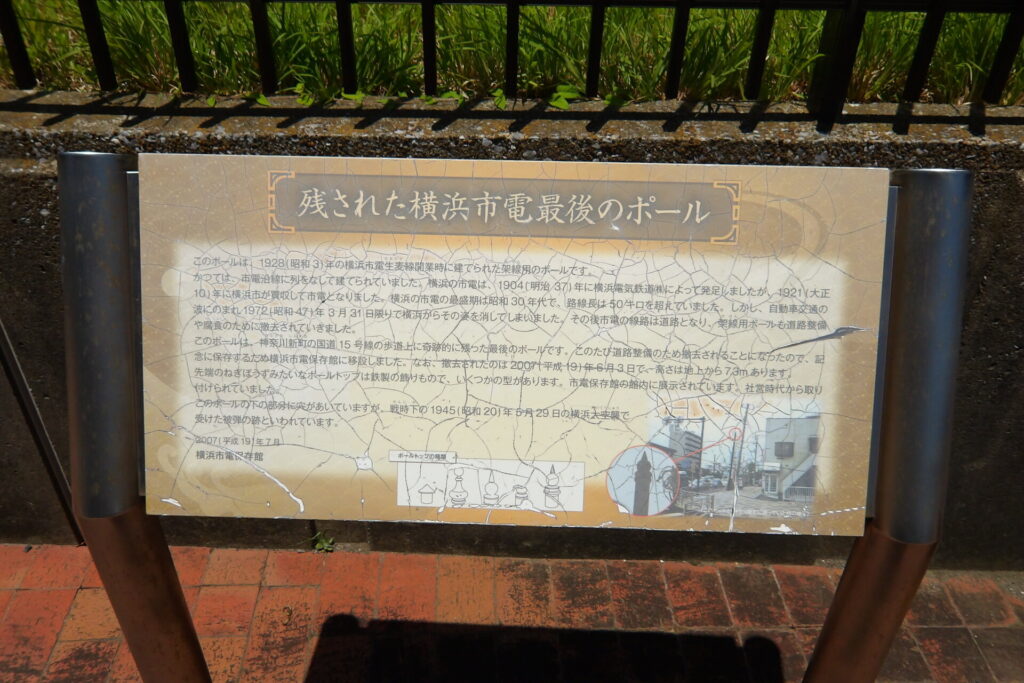 残された横浜市電最後のポール
このポールは、1928(昭和3)年の横浜市電生麦線開業時に建てられた架線用のポールです。
かつては、市電沿線に列をなして建てられていました。横浜の市電は、1904(明治37)年に横浜電気鉄道㈱によって発足しましたが、1921(大正
10)年に横浜市が買収して市電となりました。横浜の市電の最盛期は昭和30年代で、路線長は50キロを超えていました。しかし、自動車交通の
波にのまれ1972(昭和47)年3月31日限りで横浜からその姿を消してしまいました。その後市電の線路は道路となり、架線用ポールも道路整備
や腐食のために撤去されていきました。
このポールは、神奈川新町の国道15号線の歩道上に奇跡的に残った最後のポールです。このたび道路整備のため撤去されることになったので、記
念に保存するため横浜市電保存館に移設しました。なお、撤去されたのは2007(平成19)年6月3日で、高さは地上から7.3mあります。
先端のねぎぼうずみたいなポールトップは鉄製の飾りもので、いくつかの型があります。市電保存館の館内に展示されています。社営時代から取り
付けられていました。
このポールの下の部分に穴があいていますが、戦時下の1945(昭和20)年5月29日の横浜大空襲で
受けた被弾の跡といわれています。
2007(平成19)年7月
横浜市電保存館
ポールトップの種類